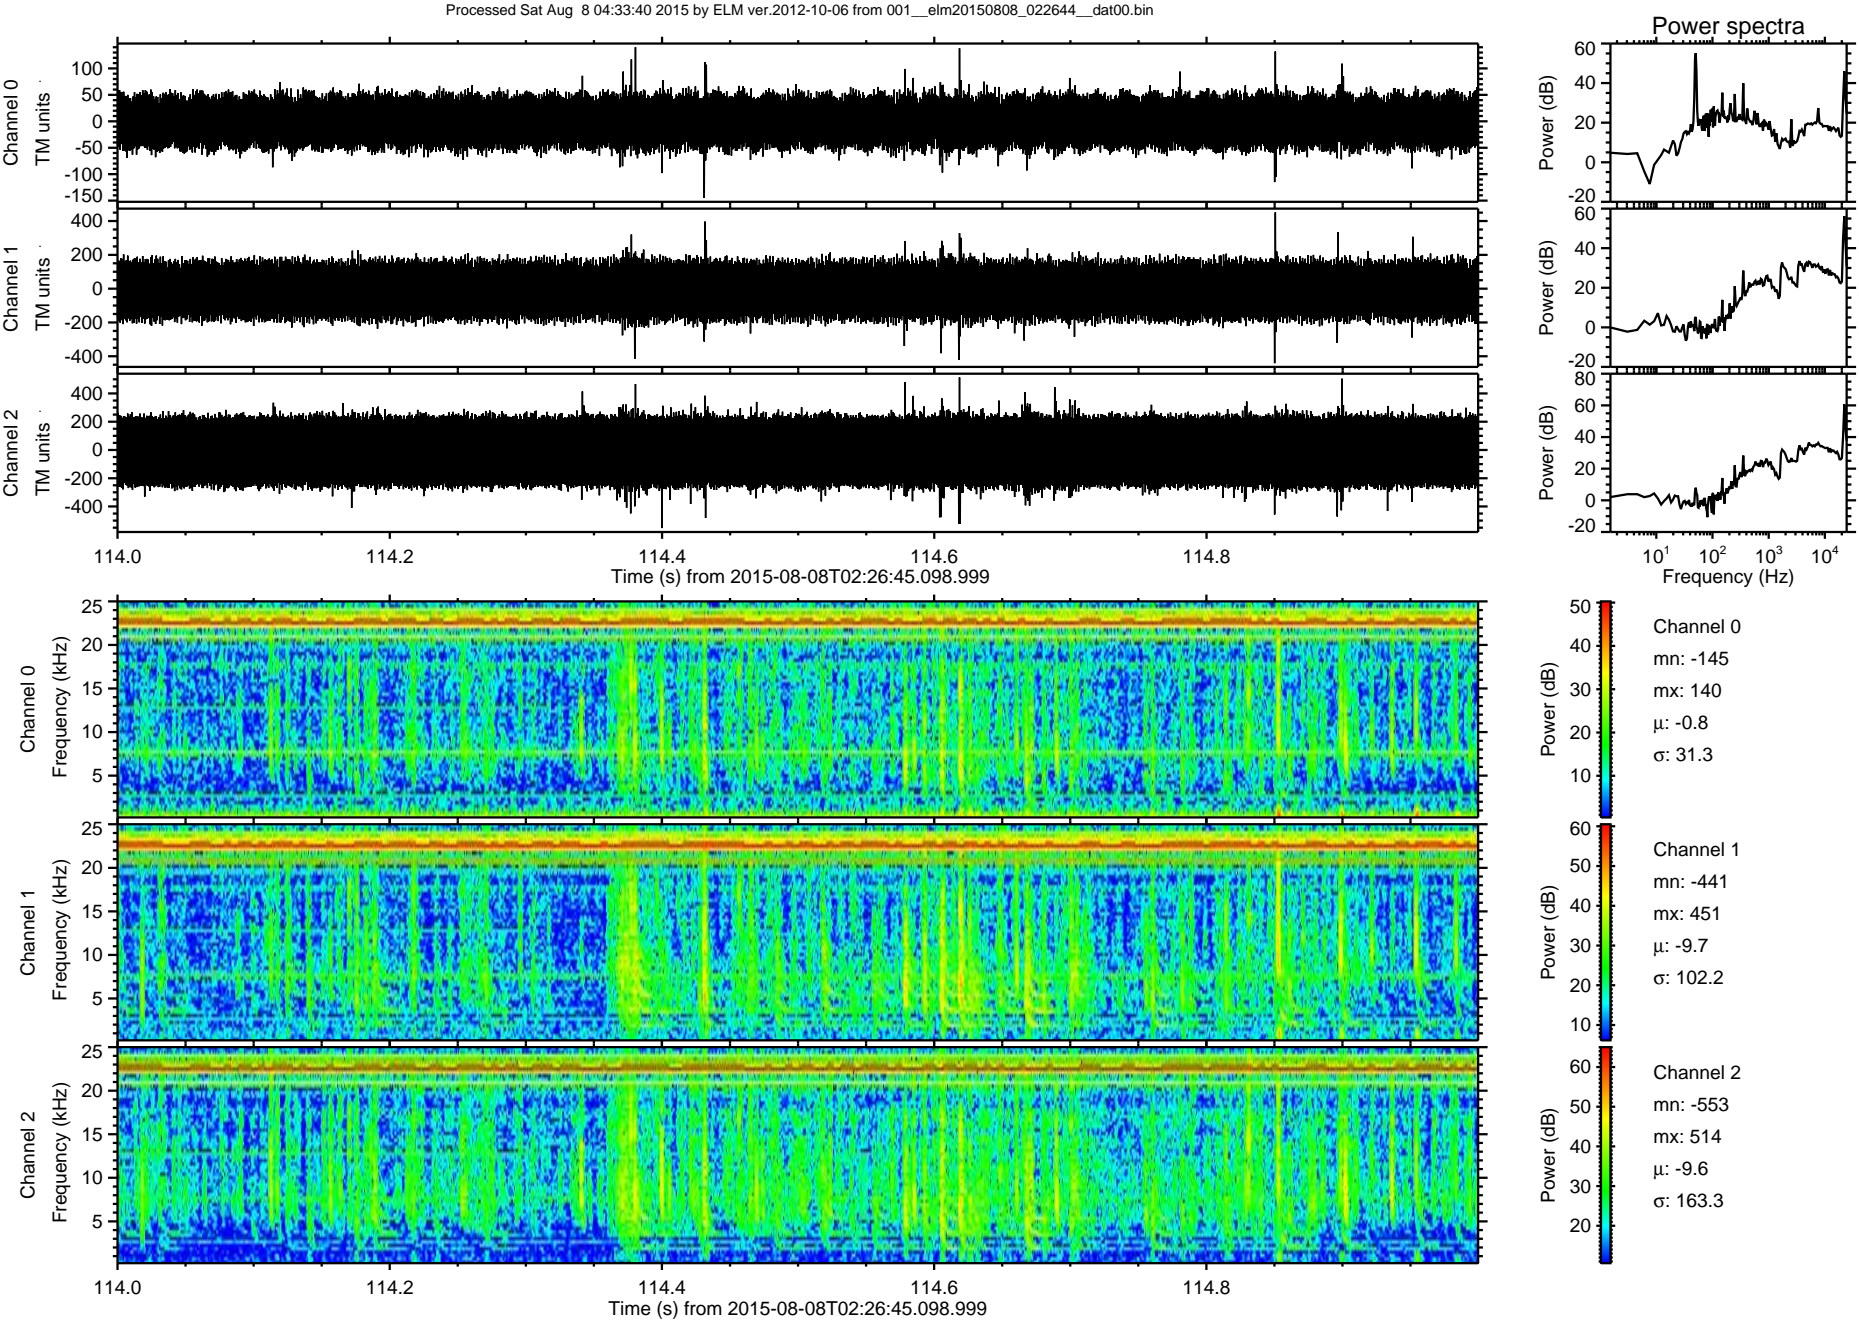 Processed Sat Aug  8 04:33:40 2015 by ELM ver.2012-10-06 from 001__elm20150808_022644__dat00.bin
Power spectra
Channel 0
TM units
100
50
0
-50
-100
-150
Power (dB)
60
40
20
0
-20
Channel 1
TM units
400
200
0
-200
-400
Power (dB)
60
40
20
0
-20
Channel 2
TM units
400
200
0
-200
-400
Power (dB)
80
60
40
20
0
-20
114.0 114.2 114.4 114.6 114.8
Time (s) from 2015-08-08T02:26:45.098.999
10^1 10^2 10^3 10^4
Frequency (Hz)
Channel 0
Frequency (kHz)
25
20
15
10
5
Power (dB)
50
40
30
20
10
Channel 0
mn: -145
mx: 140
μ: -0.8
σ: 31.3
Channel 1
Frequency (kHz)
25
20
15
10
5
Power (dB)
60
50
40
30
20
10
Channel 1
mn: -441
mx: 451
μ: -9.7
σ: 102.2
Channel 2
Frequency (kHz)
25
20
15
10
5
Power (dB)
60
50
40
30
20
Channel 2
mn: -553
mx: 514
μ: -9.6
σ: 163.3
114.0 114.2 114.4 114.6 114.8
Time (s) from 2015-08-08T02:26:45.098.999